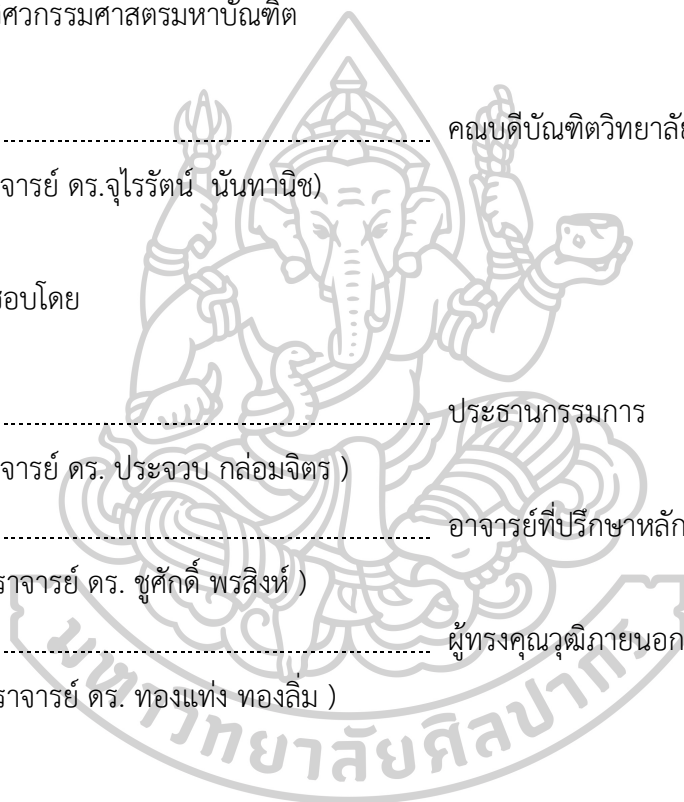 ศวกรรมศาสตรมหาบัณฑิต
คณบดีบัณฑิตวิทยาลัย
จารย์ ดร.จุไรรัตน์ นันทานิช)
สอบโดย
ประธานกรรมการ
จารย์ ดร. ประจวบ กล่อมจิตร )
อาจารย์ที่ปรึกษาหลัก
ราจารย์ ดร. ชูศักดิ์ พรสิงห์ )
ผู้ทรงคุณวุฒิภายนอก
ราจารย์ ดร. ทองแท่ง ทองลิ่ม )
มหาวิทยาลัยศิลปากร